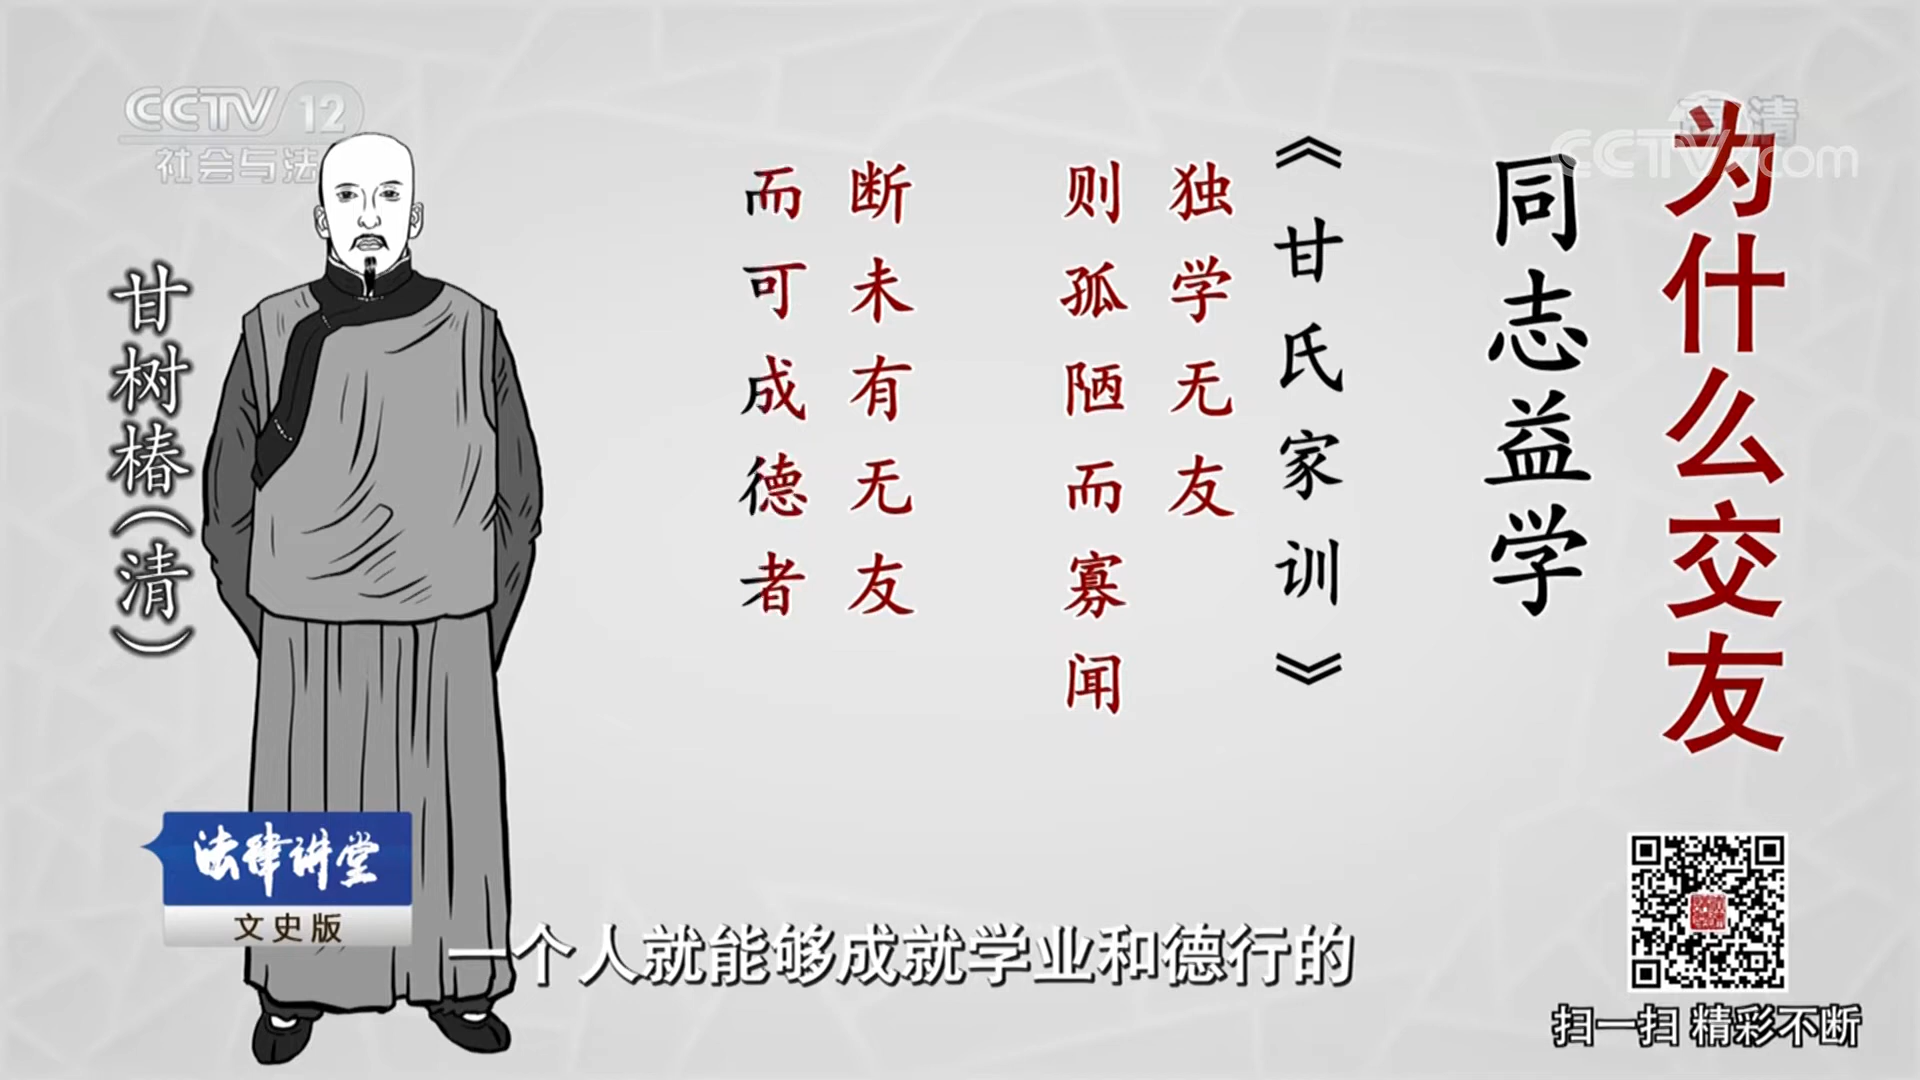 CCTV 12
社会与法
高清
CCTV.com
为什么交友
同志益学
《甘氏家训》
独学无友
则孤陋而寡闻
断未有无友
而可成德者
甘树椿(清)
法律讲堂
文史版
一个人就能够成就学业和德行的
扫一扫 精彩不断